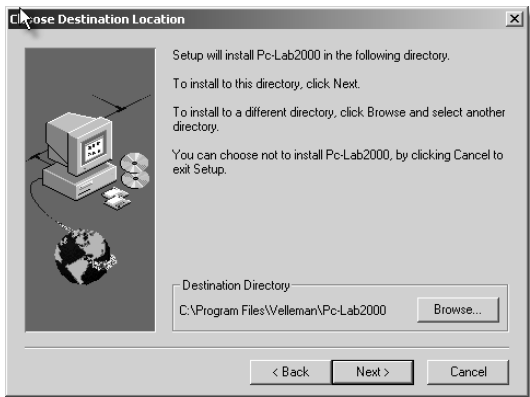 Choose Destination Location
Setup will install Pc-Lab2000 in the following directory.
To install to this directory, click Next.
To install to a different directory, click Browse and select another
directory.
You can choose not to install Pc-Lab2000, by clicking Cancel to
exit Setup.
Destination Directory
C:\Program Files\Velleman\Pc-Lab2000
Browse...
< Back
Next >
Cancel